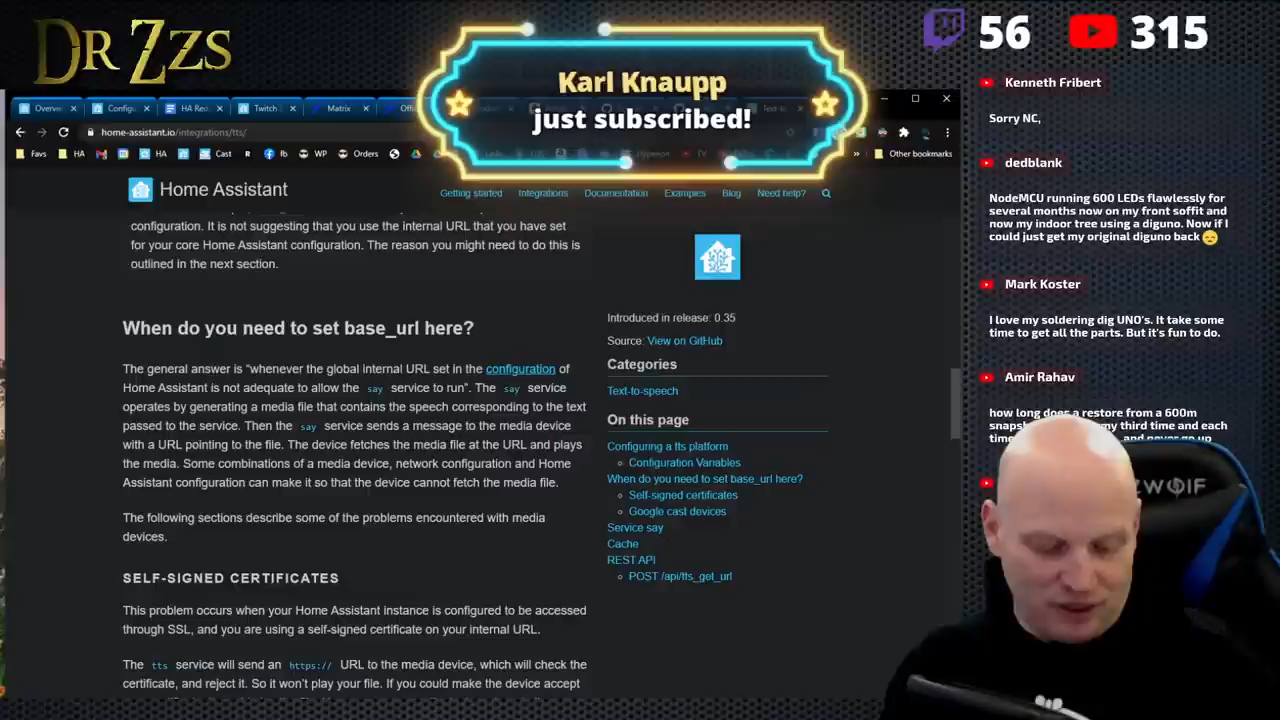 DR ZZS
Karl Knaupp
just subscribed!
56
315
Overvi
Configu
HA Rec
Twitch
Matrix
home-assistant.io/integrations/tts/
Favs
HA
HA
Cast
fb
WP
Orders
Other bookmarks
Home Assistant
Getting started
Integrations
Documentation
Examples
Blog
Need help?
configuration. It is not suggesting that you use the internal URL that you have set
for your core Home Assistant configuration. The reason you might need to do this is
outlined in the next section.
When do you need to set base_url here?
The general answer is "whenever the global internal URL set in the configuration of
Home Assistant is not adequate to allow the say service to run". The say service
operates by generating a media file that contains the speech corresponding to the text
passed to the service. Then the say service sends a message to the media device
with a URL pointing to the file. The device fetches the media file at the URL and plays
the media. Some combinations of a media device, network configuration and Home
Assistant configuration can make it so that the device cannot fetch the media file.
The following sections describe some of the problems encountered with media
devices.
SELF-SIGNED CERTIFICATES
This problem occurs when your Home Assistant instance is configured to be accessed
through SSL, and you are using a self-signed certificate on your internal URL.
The tts service will send an https:// URL to the media device, which will check the
certificate, and reject it. So it won't play your file. If you could make the device accept
Introduced in release: 0.35
Source: View on GitHub
Categories
Text-to-speech
On this page
Configuring a tts platform
Configuration Variables
When do you need to set base_url here?
Self-signed certificates
Google cast devices
Service say
Cache
REST API
POST /api/tts_get_url
Kenneth Fribert
Sorry NC,
dedblank
NodeMCU running 600 LEDs flawlessly for
several months now on my front soffit and
now my indoor tree using a diguno. Now if I
could just get my original diguno back
Mark Koster
I love my soldering dig UNO's. It take some
time to get all the parts. But it's fun to do.
Amir Rahav
how long does a restore from a 600m
my third time and each
and never go up